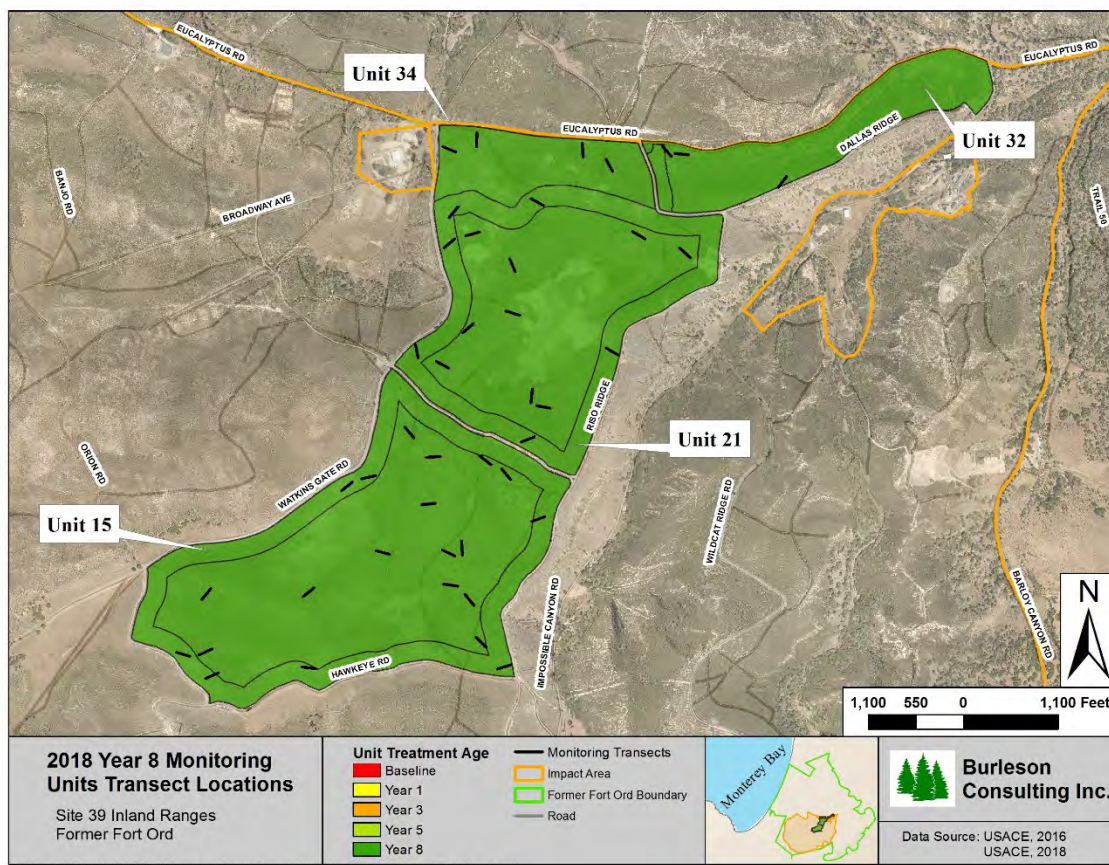 EUCALYPTUS RD
Unit 34
EUCALYPTUS RD
EUCALYPTUS RD
DALLAS RIDGE
Unit 32
BANJO RD
BROADWAY AVE
TRAIL 50
RISO RIDGE
Unit 21
ORION RD
WATKINS GATE RD
Unit 15
WILDCAT RIDGE RD
IMPOSSIBLE CANYON RD
HAWKEYE RD
BARLOY CANYON RD
N
1,100 550 0 1,100 Feet
2018 Year 8 Monitoring
Units Transect Locations
Site 39 Inland Ranges
Former Fort Ord
Unit Treatment Age
Baseline
Year 1
Year 3
Year 5
Year 8
Monitoring Transects
Impact Area
Former Fort Ord Boundary
Road
Monterey Bay
Burleson
Consulting Inc.
Data Source: USACE, 2016
USACE, 2018